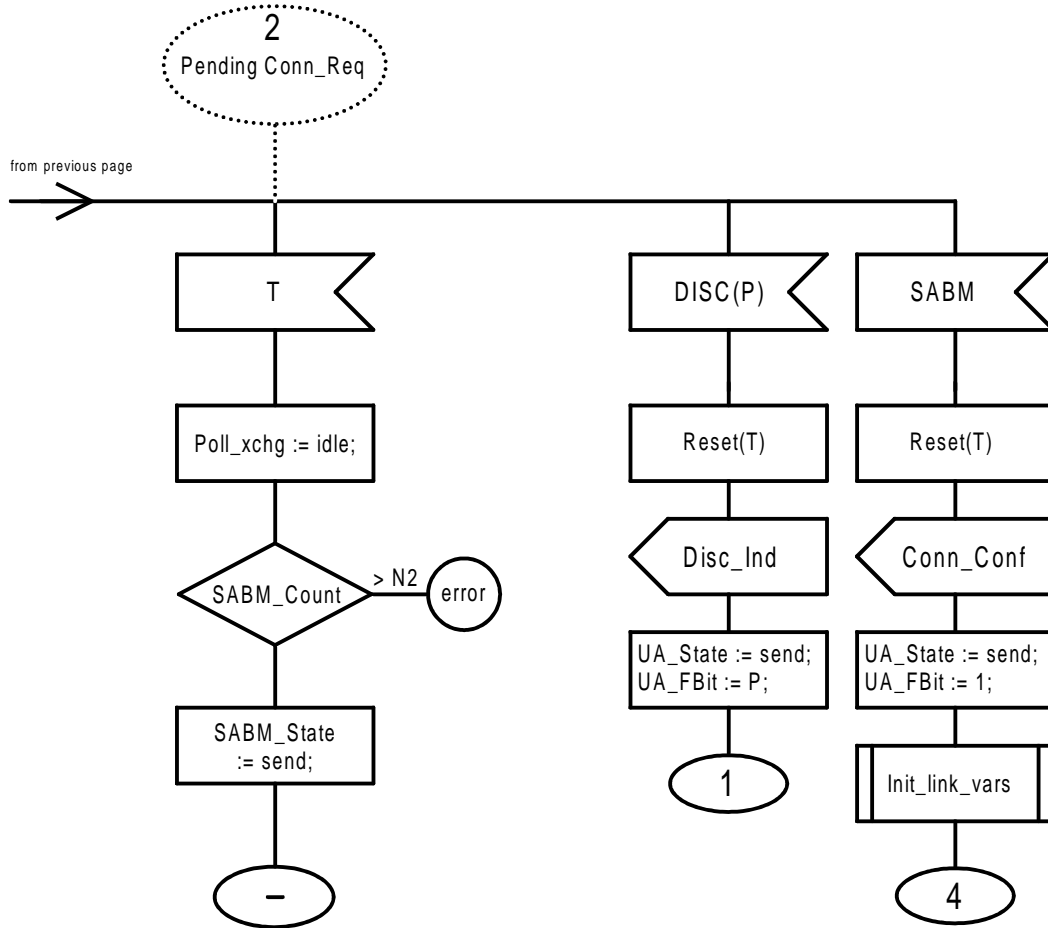 2
Pending Conn_Req
from previous page
T
DISC(P)
SABM
Poll_xchg := idle;
Reset(T)
Reset(T)
SABM_Count
> N2
error
Disc_Ind
Conn_Conf
UA_State := send;
UA_FBit := P;
UA_State := send;
UA_FBit := 1;
SABM_State
:= send;
1
Init_link_vars
–
4